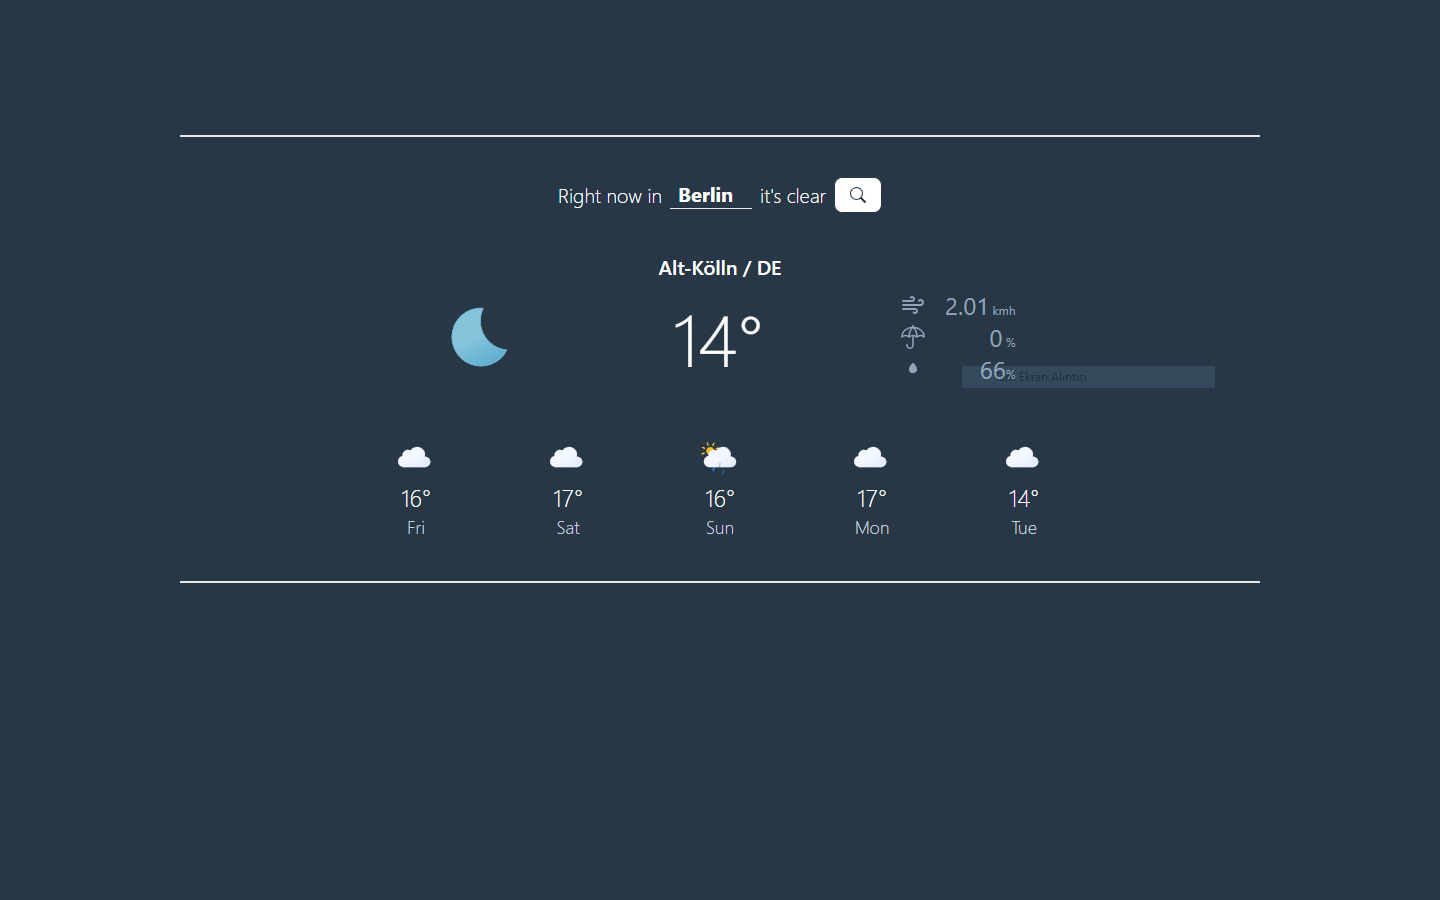 Right now in Berlin it's clear
Alt-Kölln / DE
14°
2.01 kmh
0 %
66%
Ekran Alıntısı
16° 17° 16° 17° 14°
Fri Sat Sun Mon Tue